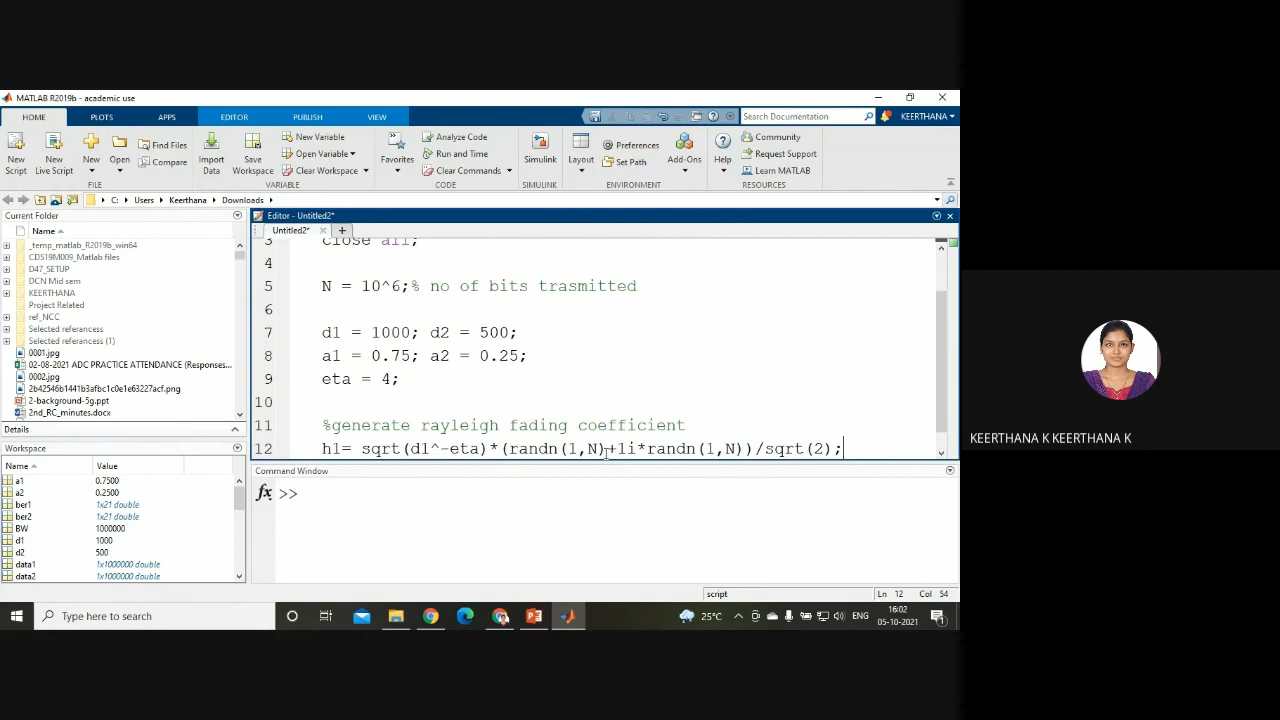 MATLAB R2019b - academic use
HOME PLOTS APPS EDITOR PUBLISH VIEW Search Documentation KEERTHANA
New Script New Live Script New Open Find Files Compare Import Data Save Workspace New Variable Open Variable Clear Workspace Favorites Analyze Code Run and Time Clear Commands Simulink Layout Preferences Set Path Add-Ons Help Community Request Support Learn MATLAB
FILE VARIABLE CODE SIMULINK ENVIRONMENT RESOURCES
C: Users Keerthana Downloads
Current Folder
Name
_temp_matlab_R2019b_win64
CDS19M009_Matlab files
D47_SETUP
DCN Mid sem
KEERTHANA
Project Related
ref_NCC
Selected referancess
Selected referancess (1)
0001.jpg
02-08-2021 ADC PRACTICE ATTENDANCE (Responses...
0002.jpg
2b42546b1441b3afbc1c0e1e63227acf.png
2-background-5g.ppt
2nd_RC_minutes.docx
Details
Workspace
Name Value
a1 0.7500
a2 0.2500
ber1 1x21 double
ber2 1x21 double
BW 1000000
d1 1000
d2 500
data1 1x1000000 double
data2 1x1000000 double
Editor - Untitled2*
Untitled2*
3 close all;
4
5 N = 10^6;% no of bits trasmitted
6
7 d1 = 1000; d2 = 500;
8 a1 = 0.75; a2 = 0.25;
9 eta = 4;
10
11 %generate rayleigh fading coefficient
12 h1= sqrt(d1^-eta)*(randn(1,N)+1i*randn(1,N))/sqrt(2);
Command Window
fx >>
script Ln 12 Col 54
Type here to search 25°C ENG 16:02
05-10-2021
KEERTHANA K KEERTHANA K